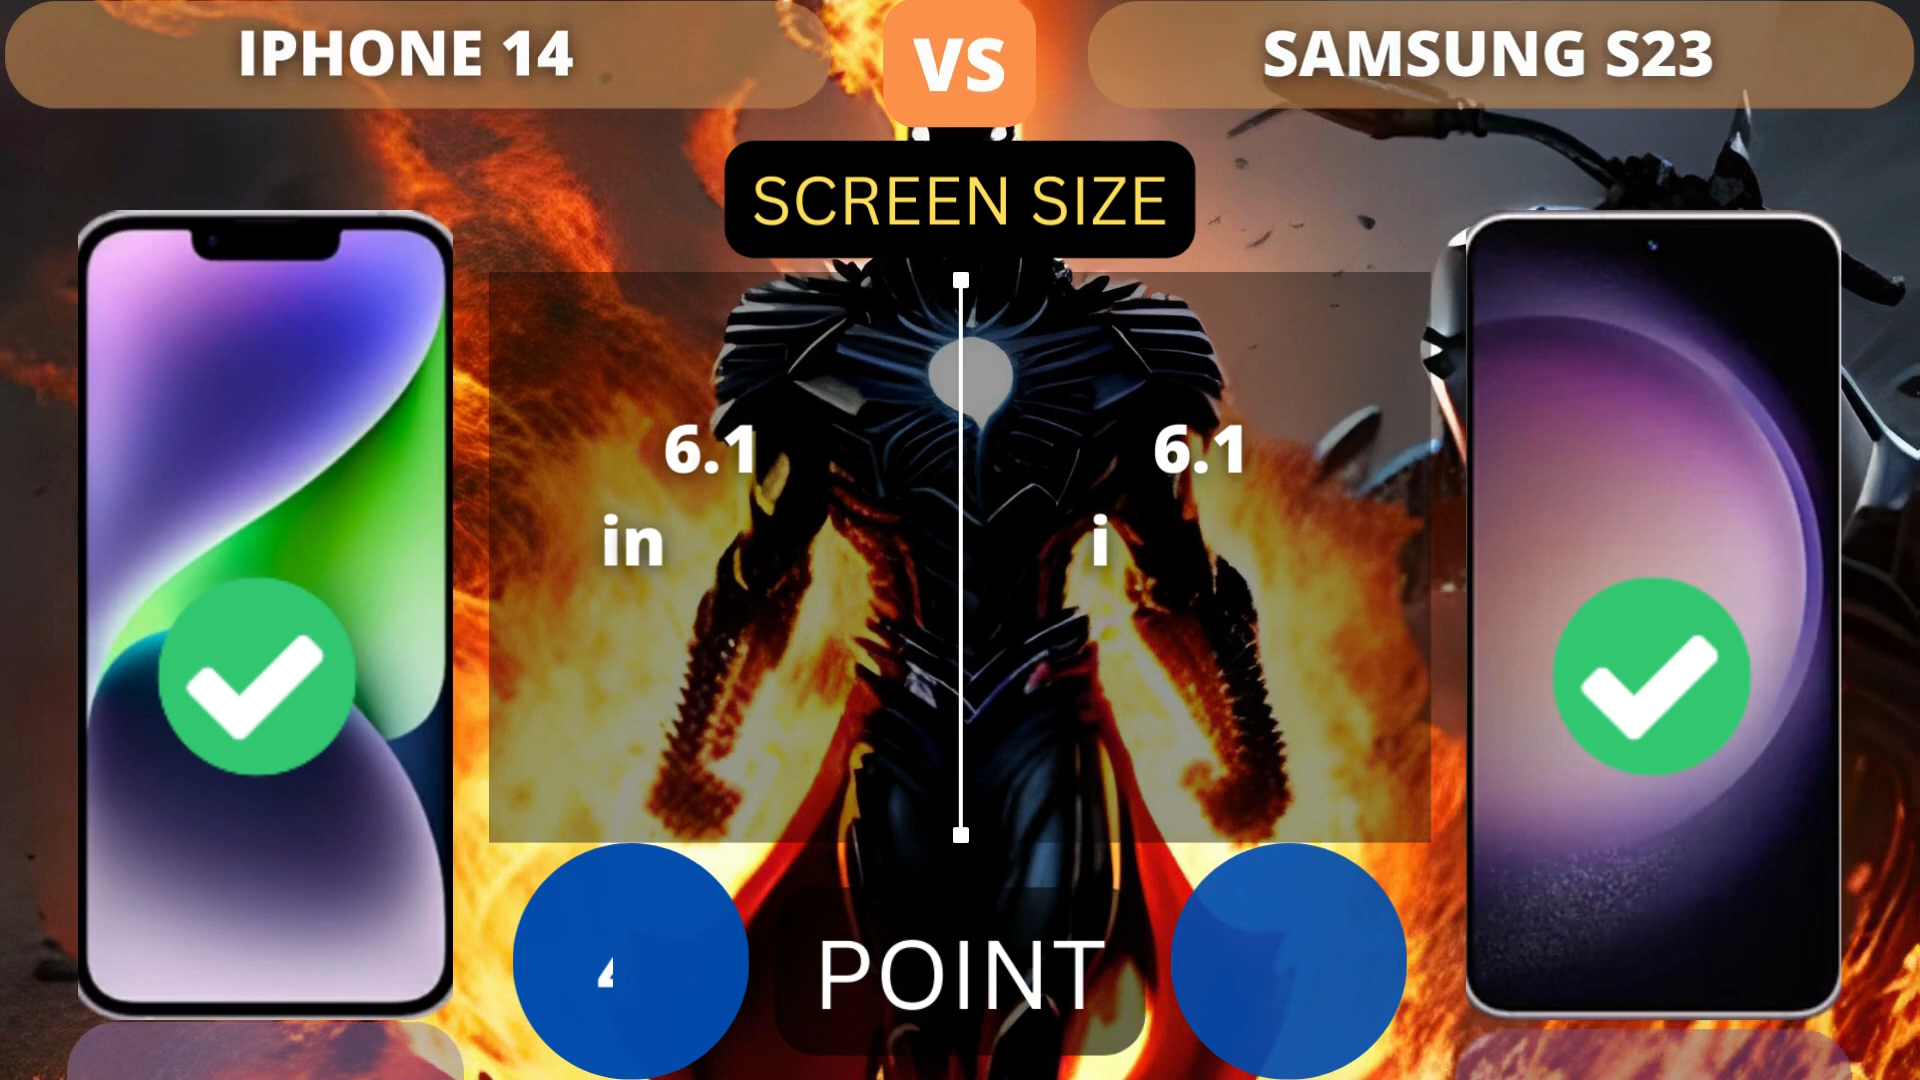 IPHONE 14
VS
SAMSUNG S23
SCREEN SIZE
6.1
in
6.1
i
POINT